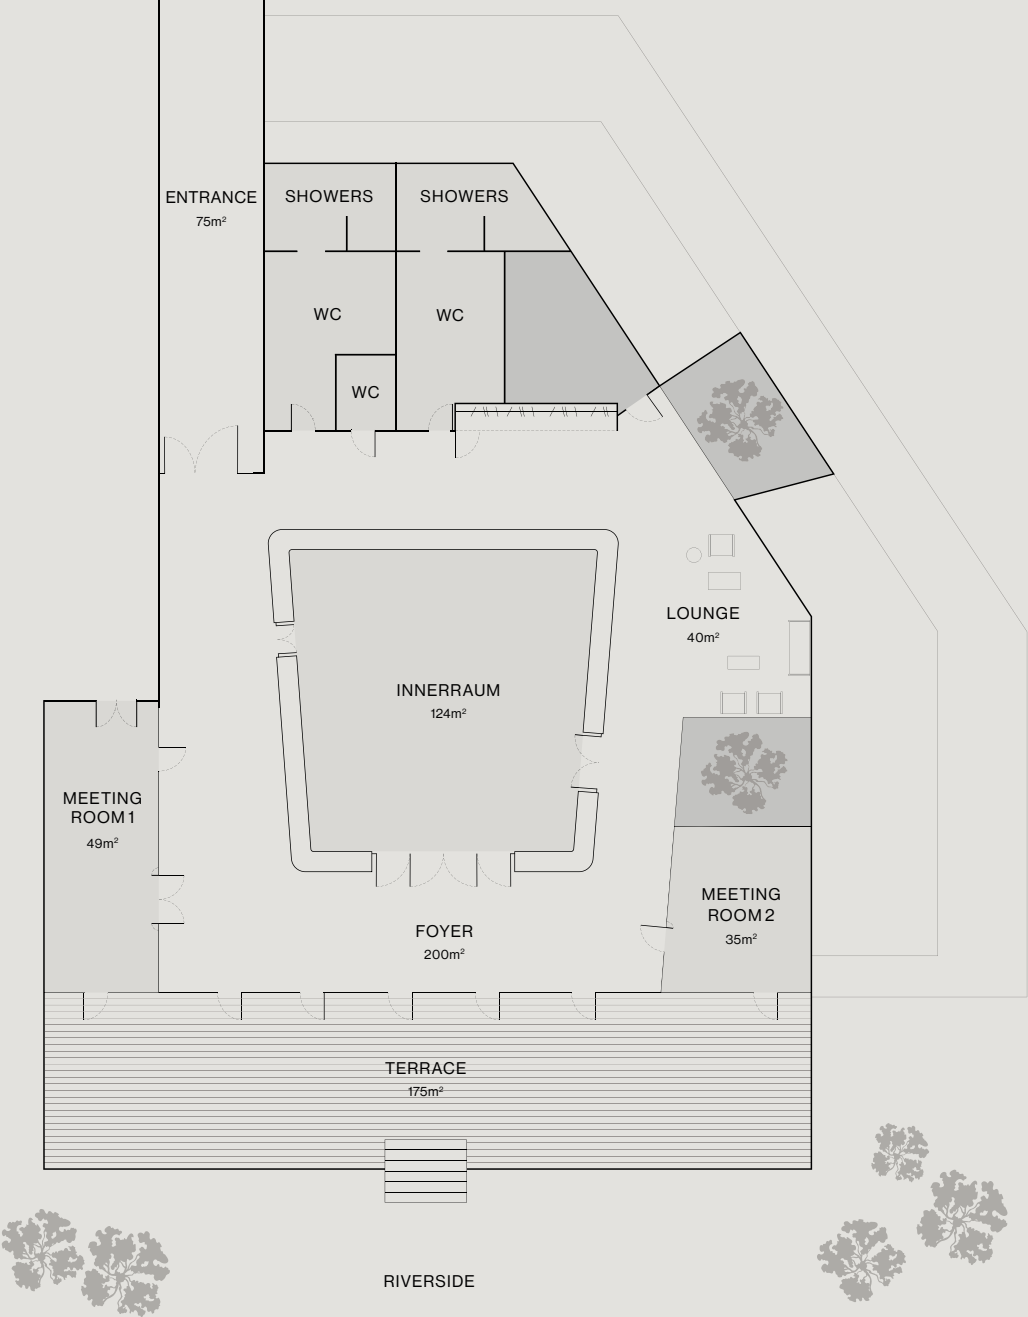 ENTRANCE
75m²
SHOWERS
SHOWERS
WC
WC
WC
LOUNGE
40m²
INNERRAUM
124m²
MEETING
ROOM 1
49m²
MEETING
ROOM 2
35m²
FOYER
200m²
TERRACE
175m²
RIVERSIDE